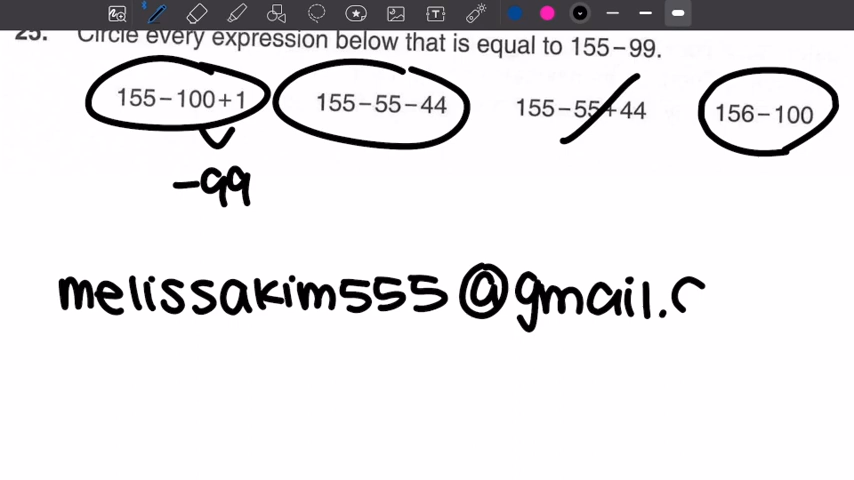 25. Circle every expression below that is equal to 155–99.
155–100+1 155–55–44 155–55+44 156–100
–99
melissakim555@gmail.c